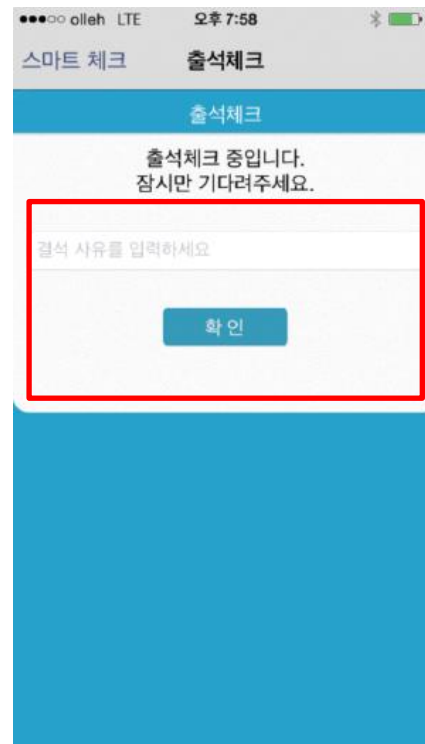 olleh LTE 오후 7:58
스마트 체크 출석체크
출석체크
출석체크 중입니다.
잠시만 기다려주세요.
결석 사유를 입력하세요
확인